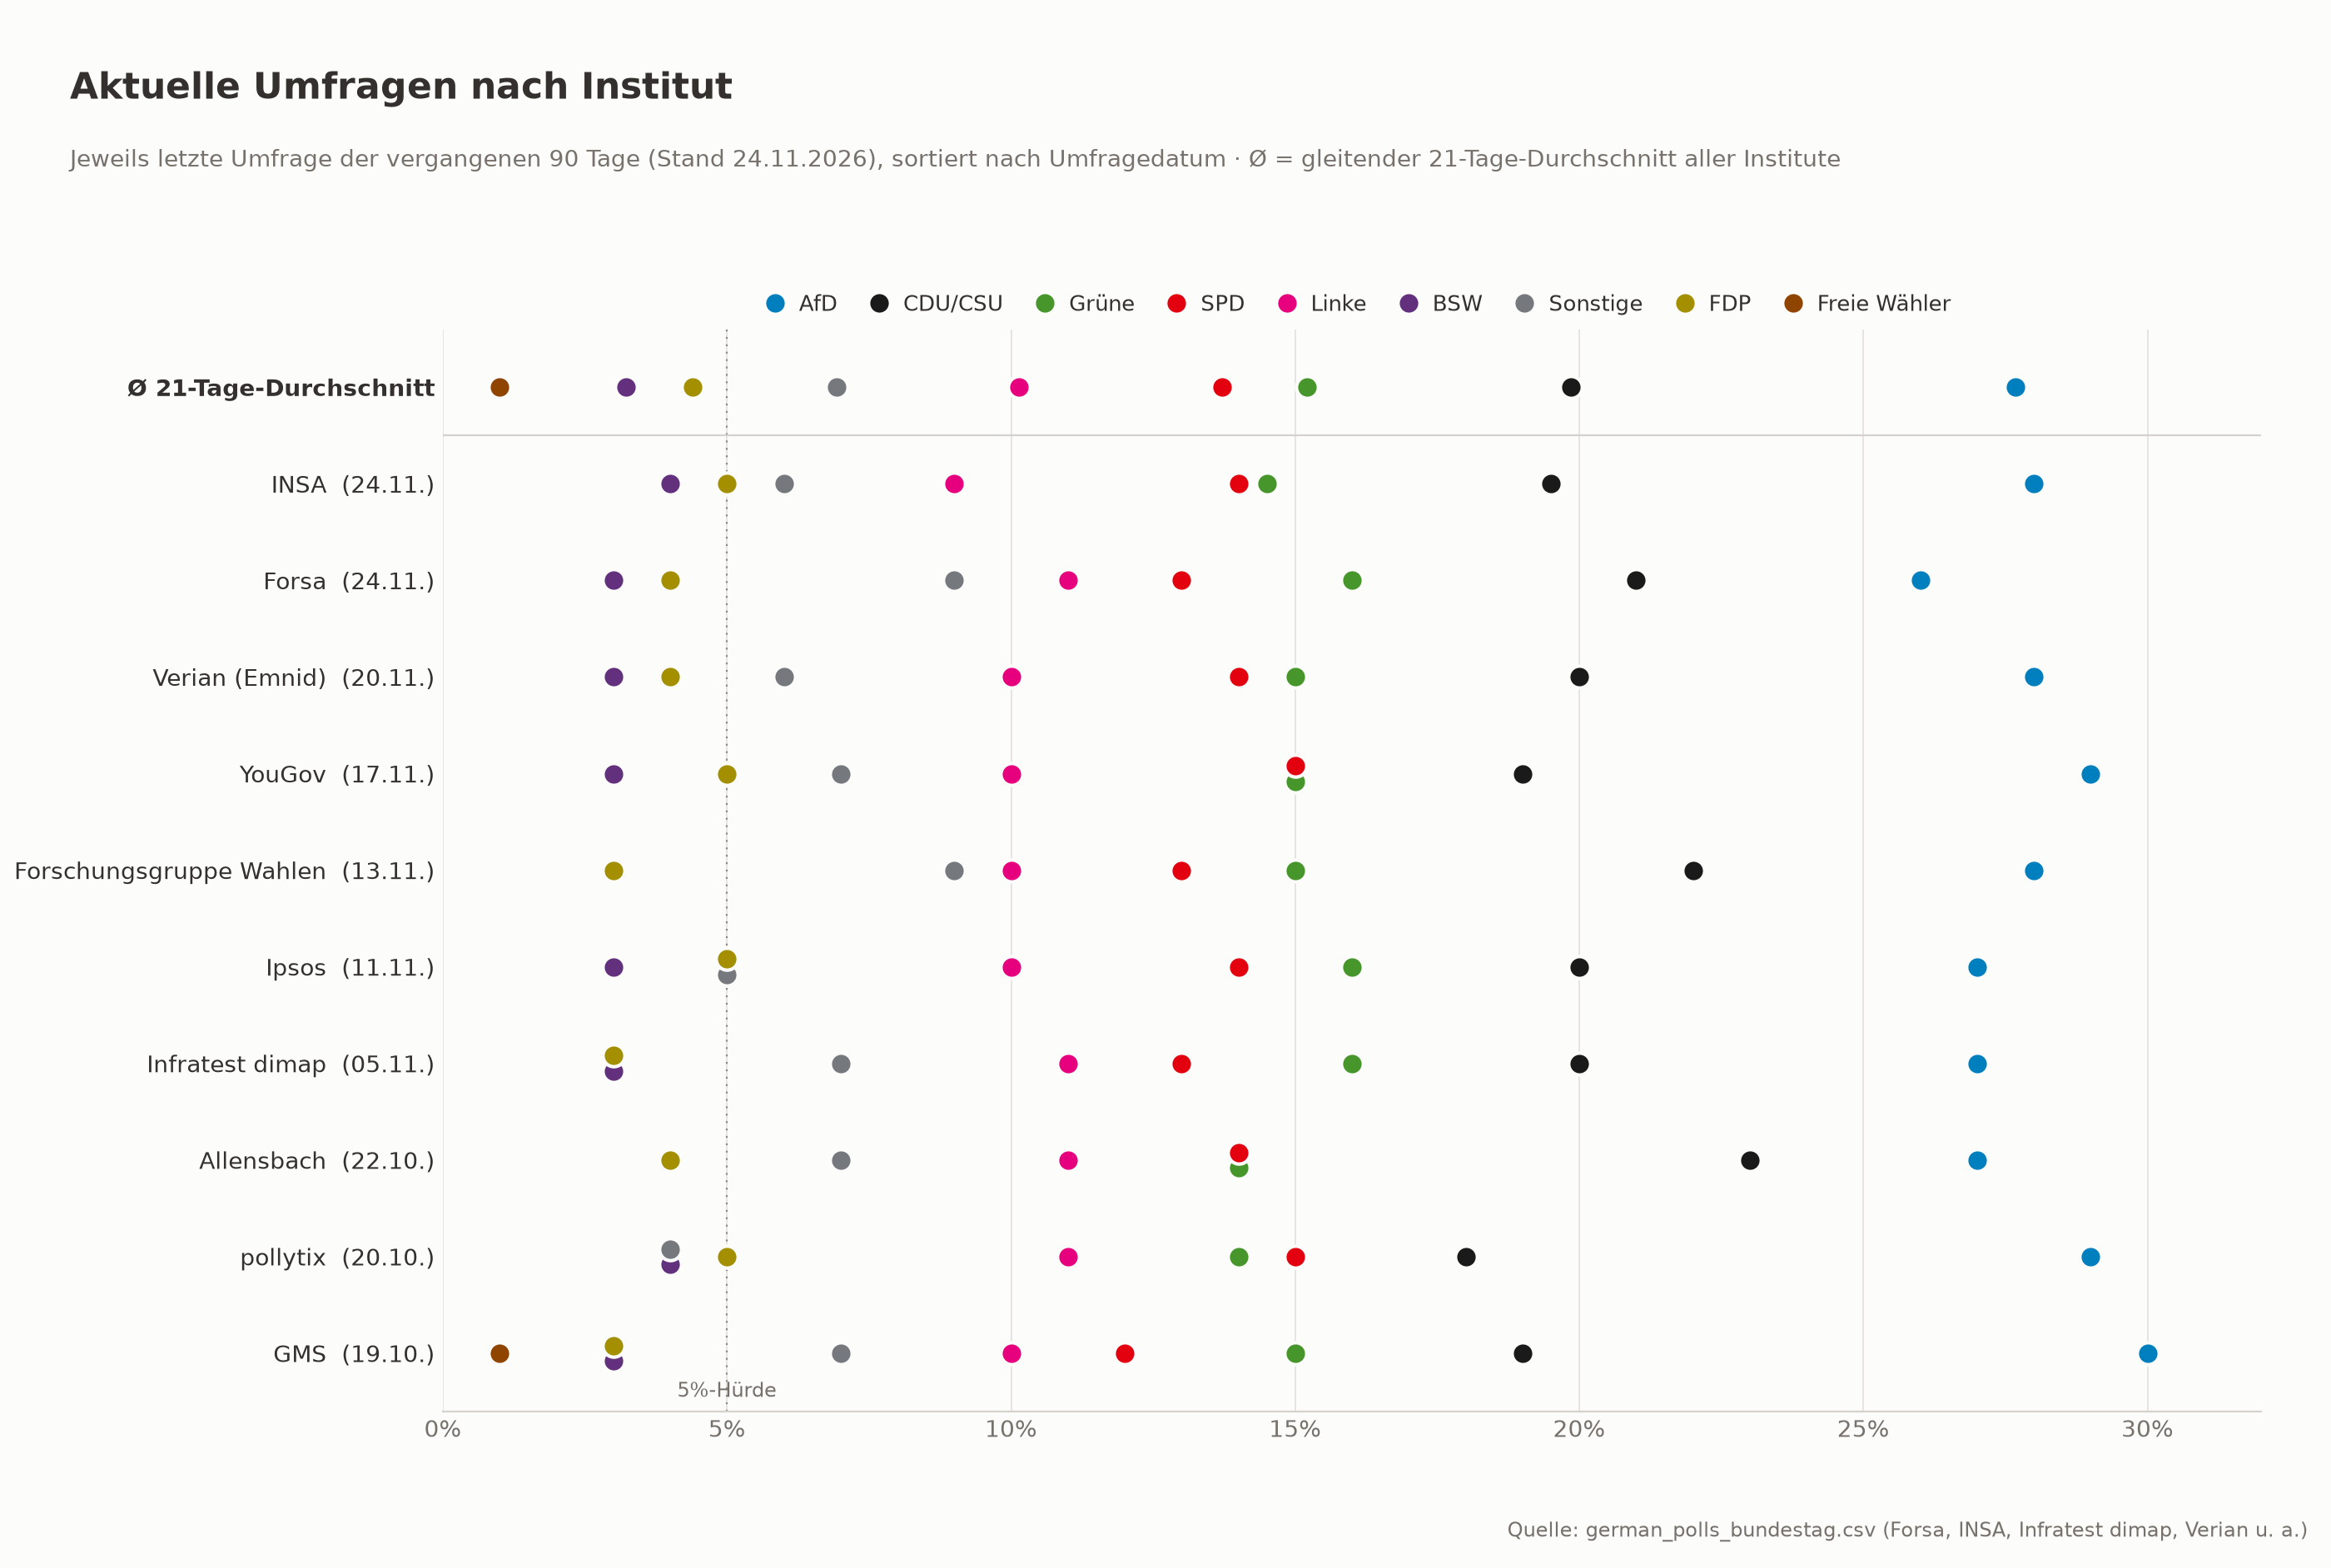 Aktuelle Umfragen nach Institut
Jeweils letzte Umfrage der vergangenen 90 Tage (Stand 24.11.2026), sortiert nach Umfragedatum · Ø = gleitender 21-Tage-Durchschnitt aller Institute
AfD CDU/CSU Grüne SPD Linke BSW Sonstige FDP Freie Wähler
Ø 21-Tage-Durchschnitt
INSA (24.11.)
Forsa (24.11.)
Verian (Emnid) (20.11.)
YouGov (17.11.)
Forschungsgruppe Wahlen (13.11.)
Ipsos (11.11.)
Infratest dimap (05.11.)
Allensbach (22.10.)
pollytix (20.10.)
GMS (19.10.)
5%-Hürde
0% 5% 10% 15% 20% 25% 30%
Quelle: german_polls_bundestag.csv (Forsa, INSA, Infratest dimap, Verian u. a.)